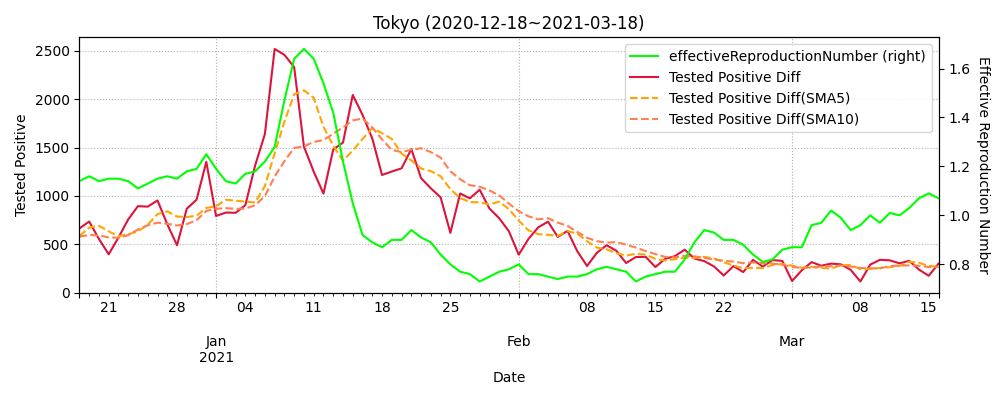 Tokyo (2020-12-18~2021-03-18)
effectiveReproductionNumber (right)
Tested Positive Diff
Tested Positive Diff(SMA5)
Tested Positive Diff(SMA10)
Tested Positive
2500
2000
1500
1000
500
0
Effective Reproduction Number
1.6
1.4
1.2
1.0
0.8
21 28 04 11 18 25 08 15 22 08 15
Jan Feb Mar
2021
Date